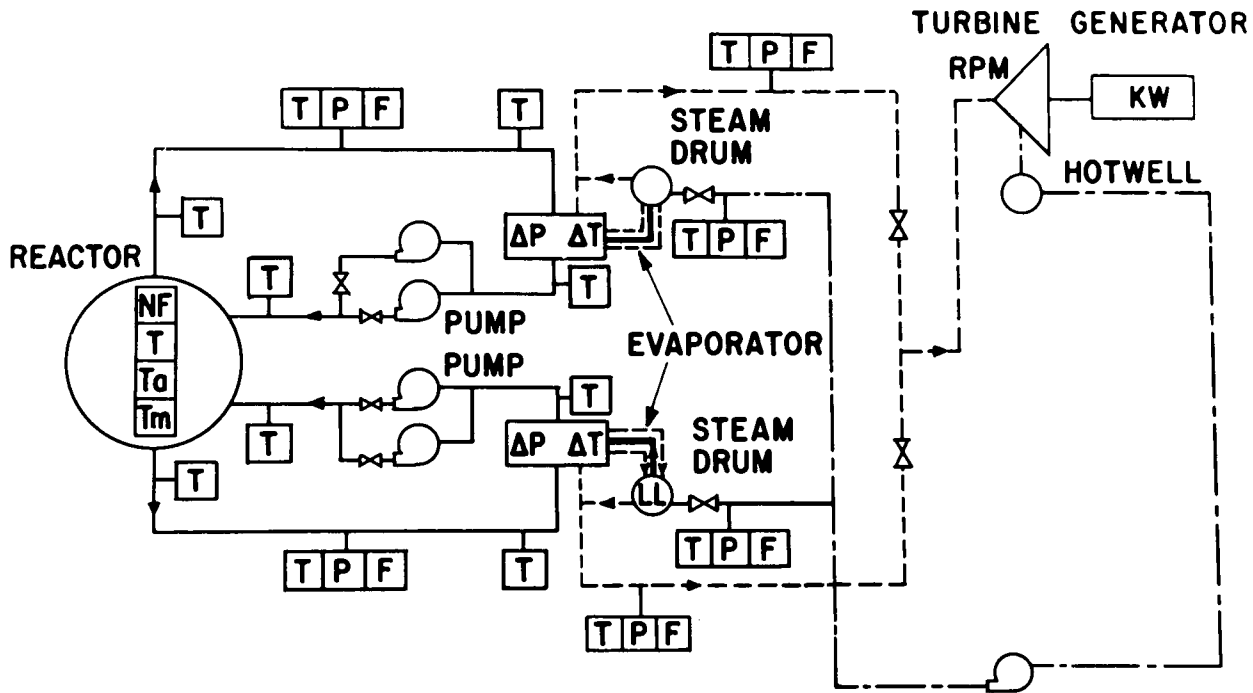 TURBINE GENERATOR
RPM
KW
T P F
T P F
T
STEAM
DRUM
HOTWELL
T
ΔP ΔT
T P F
REACTOR
T
T
NF
T
Ta
Tm
PUMP
EVAPORATOR
PUMP
T
T
ΔP ΔT
STEAM
DRUM
T
LL
T P F
T P F
T
T P F